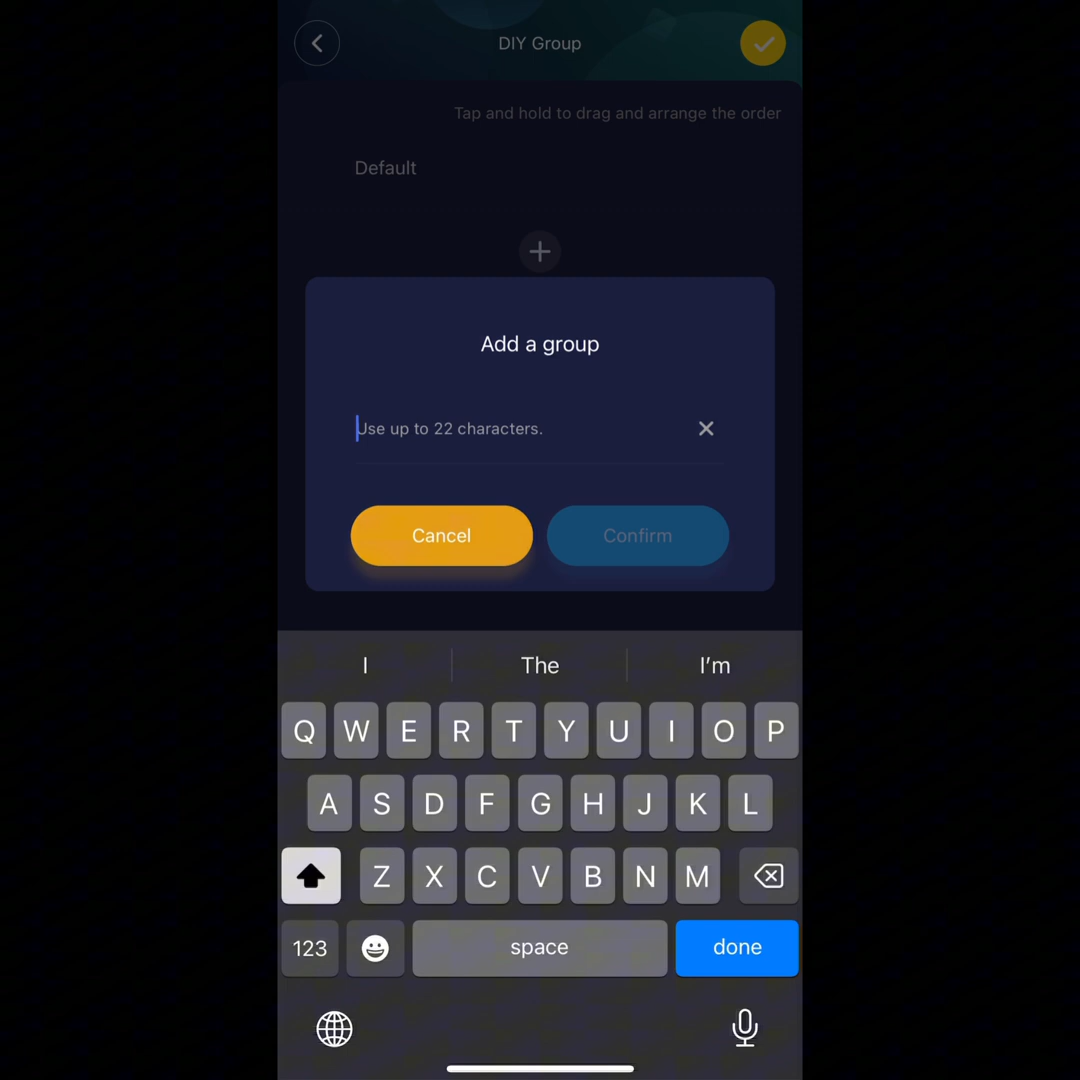 DIY Group
Tap and hold to drag and arrange the order
Default
Add a group
Use up to 22 characters.
Cancel Confirm
I The I'm
Q W E R T Y U I O P
A S D F G H J K L
Z X C V B N M
123 space done